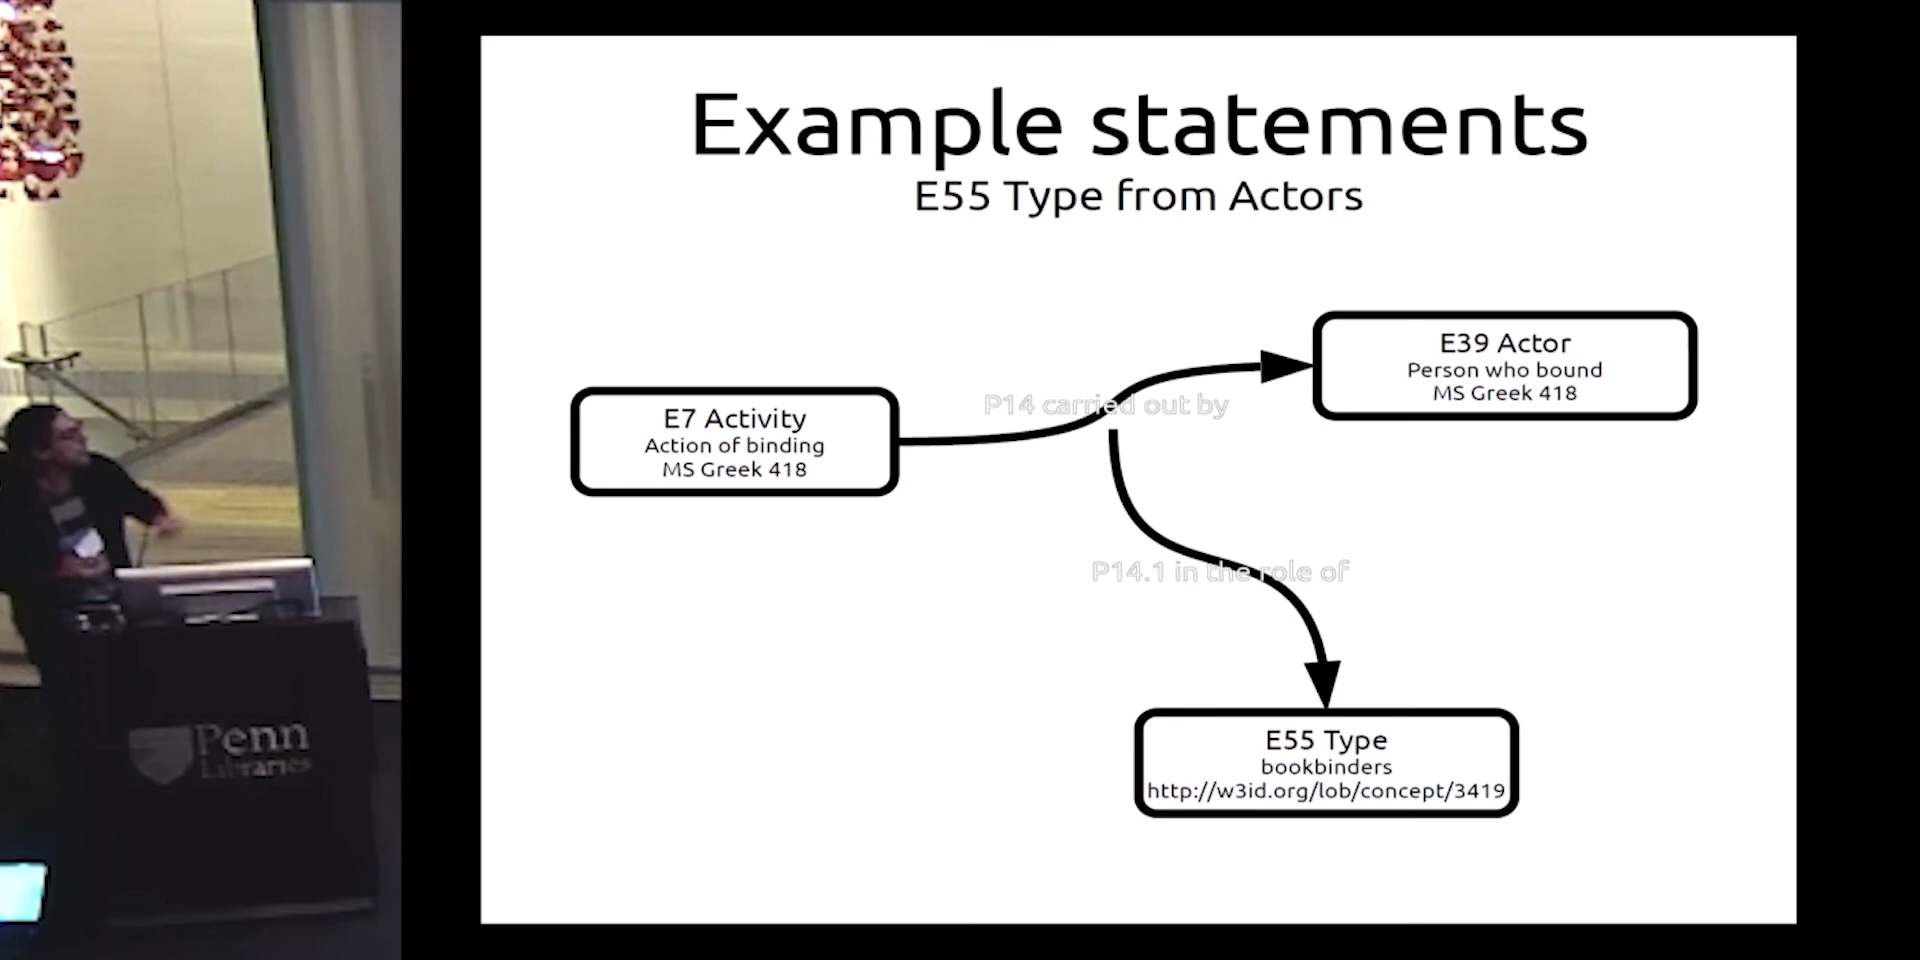 Example statements
E55 Type from Actors
E39 Actor
Person who bound
MS Greek 418
P14 carried out by
E7 Activity
Action of binding
MS Greek 418
P14.1 in the role of
E55 Type
bookbinders
http://w3id.org/lob/concept/3419
Penn
Libraries